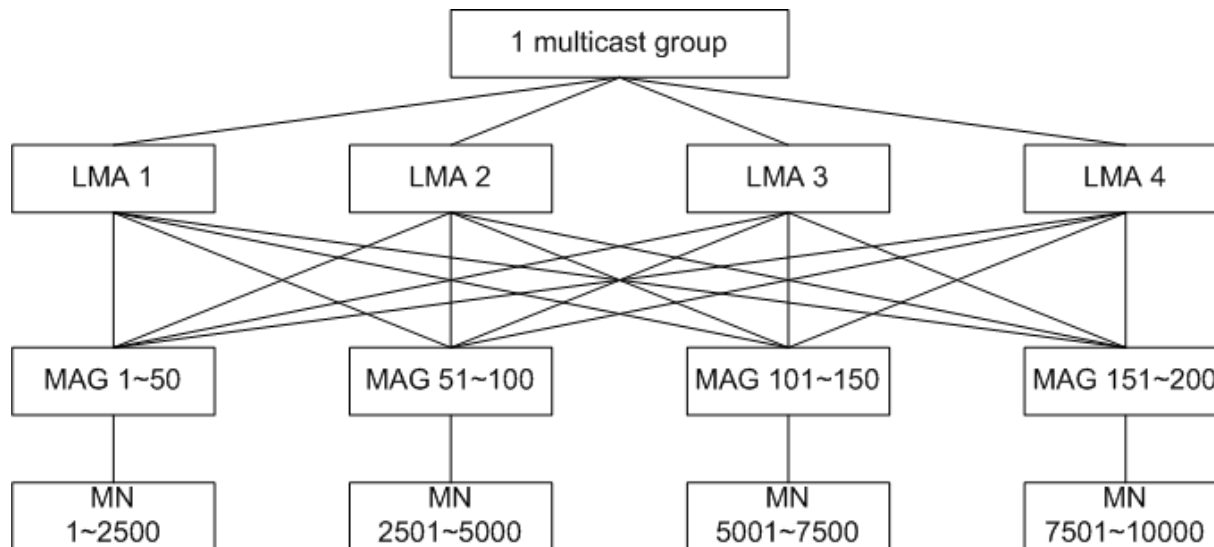 1 multicast group
LMA 1
LMA 2
LMA 3
LMA 4
MAG 1~50
MAG 51~100
MAG 101~150
MAG 151~200
MN
1~2500
MN
2501~5000
MN
5001~7500
MN
7501~10000